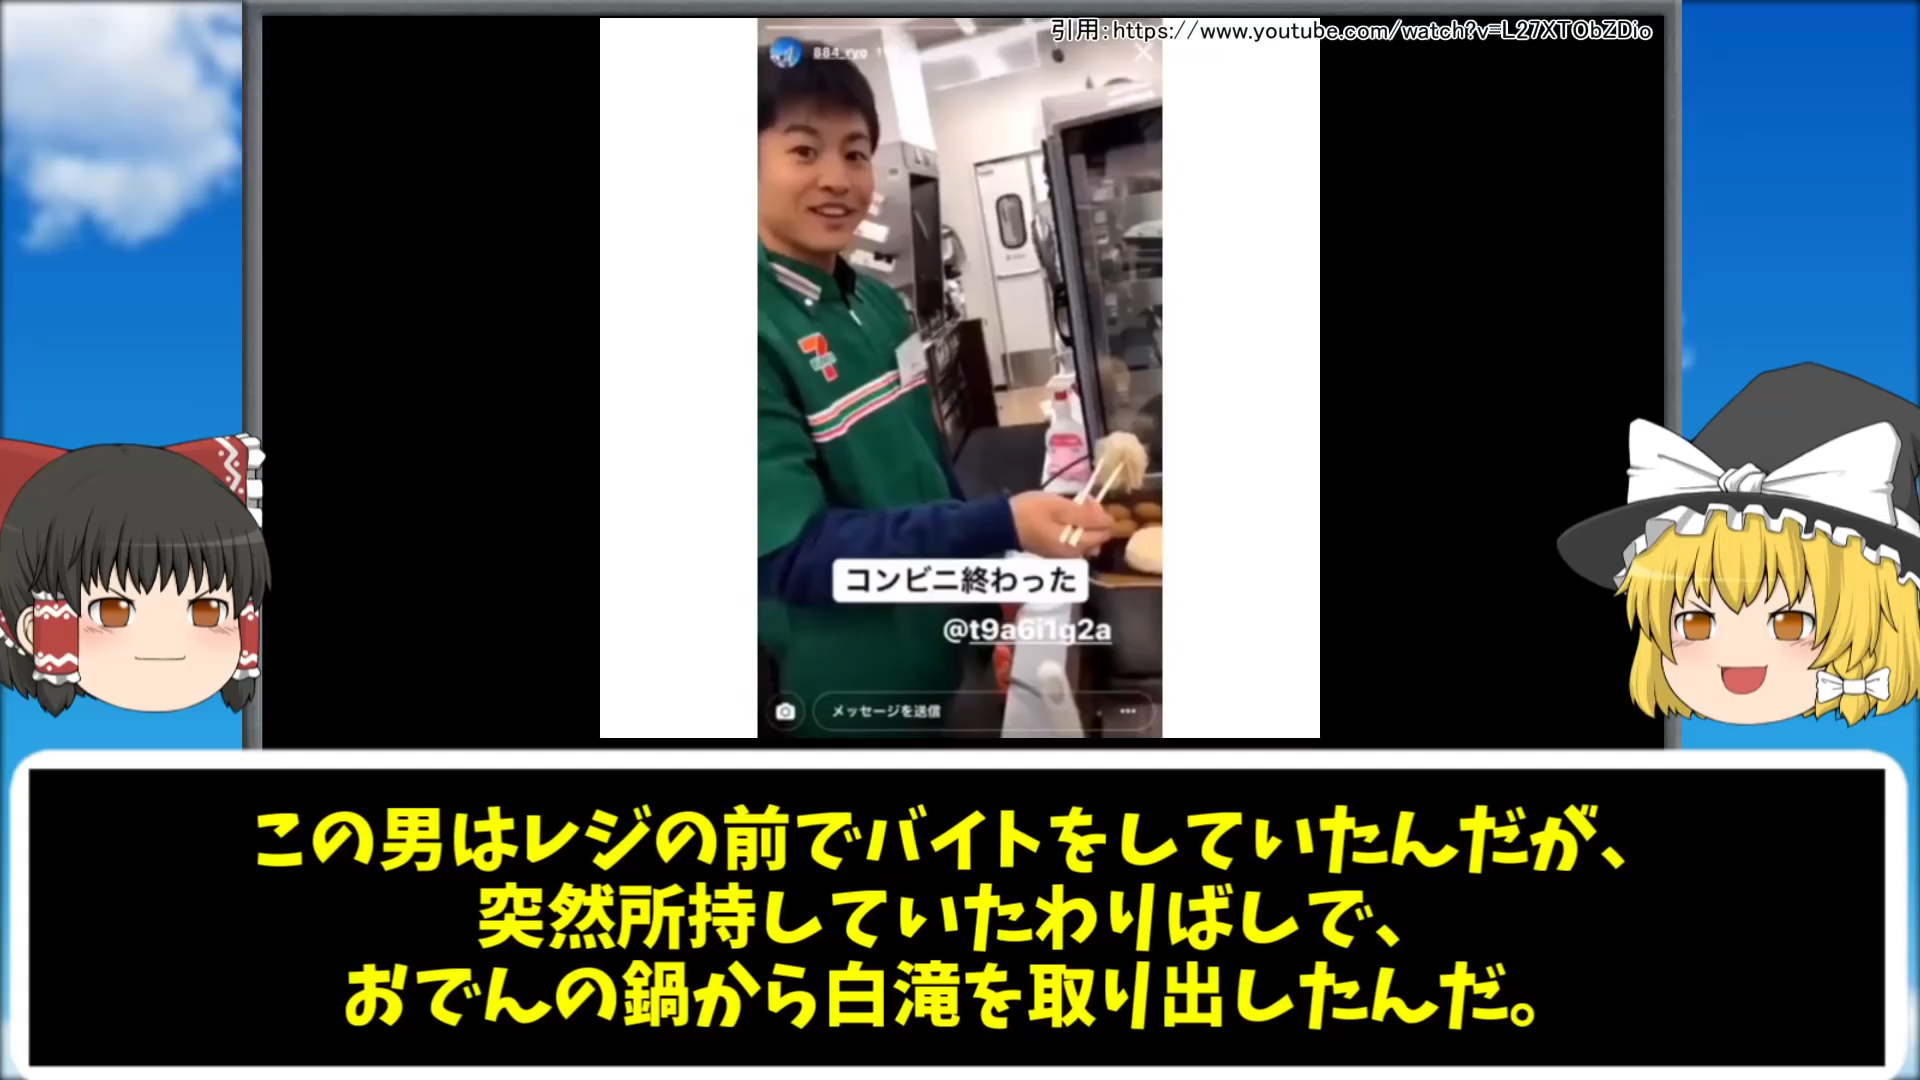 引用:https://www.youtube.com/watch?v=L27XTObZDio
884_ryo
コンビニ終わった
@t9a6i1g2a
メッセージを送信
この男はレジの前でバイトをしていたんだが、
突然所持していたわりばしで、
おでんの鍋から白滝を取り出したんだ。